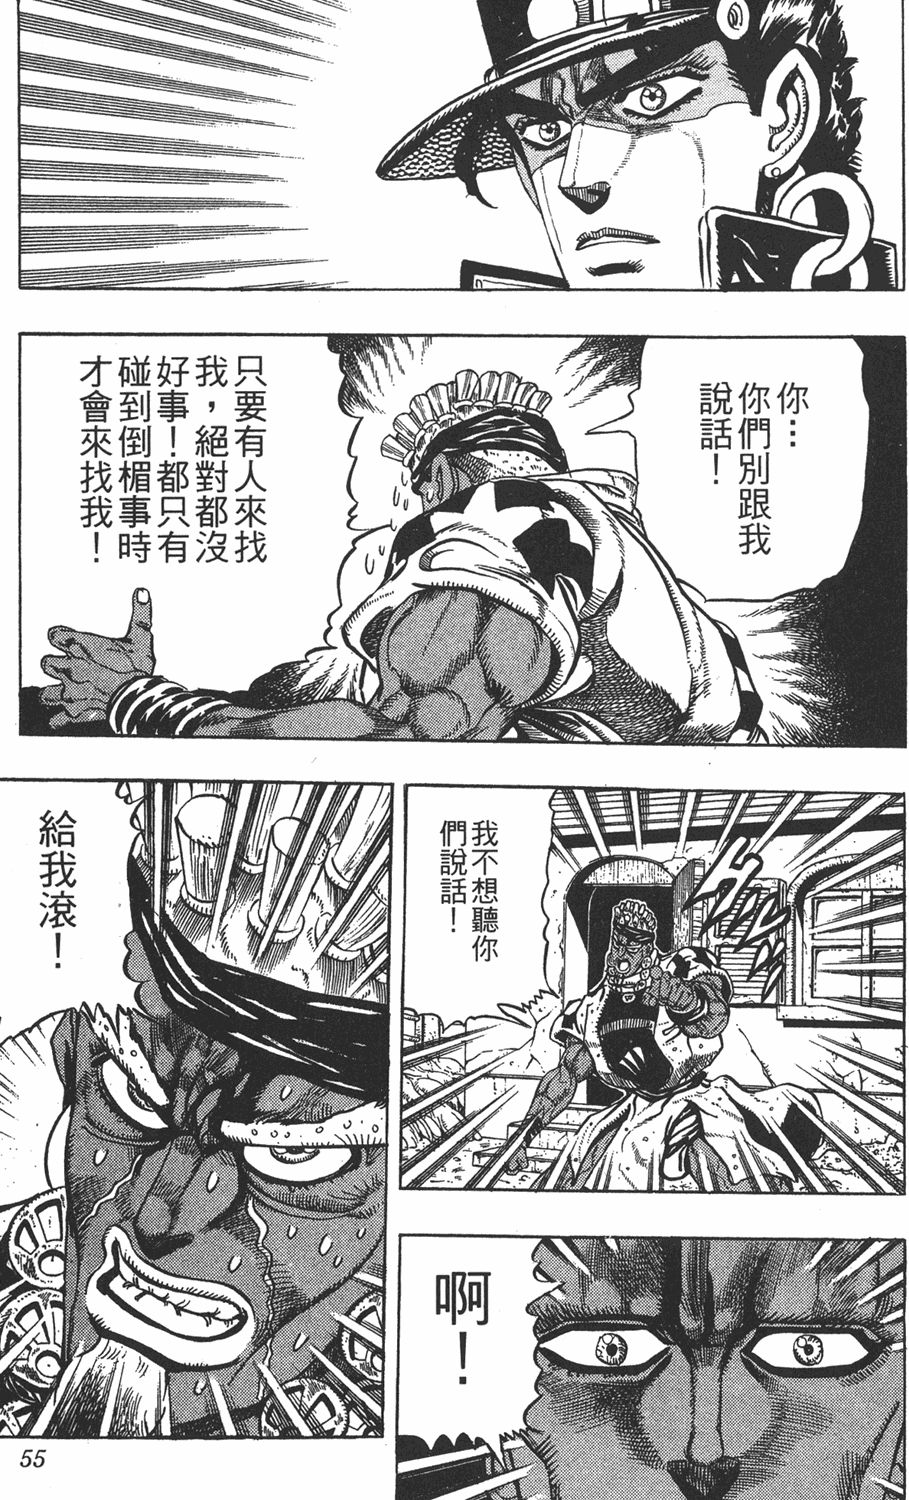 你…
你們別跟我
說話！
只要有人來找
我，絕對都沒
好事！都只有
碰到倒楣事時
才會來找我！
我不想聽你
們說話！
給我滾！
啊！
55